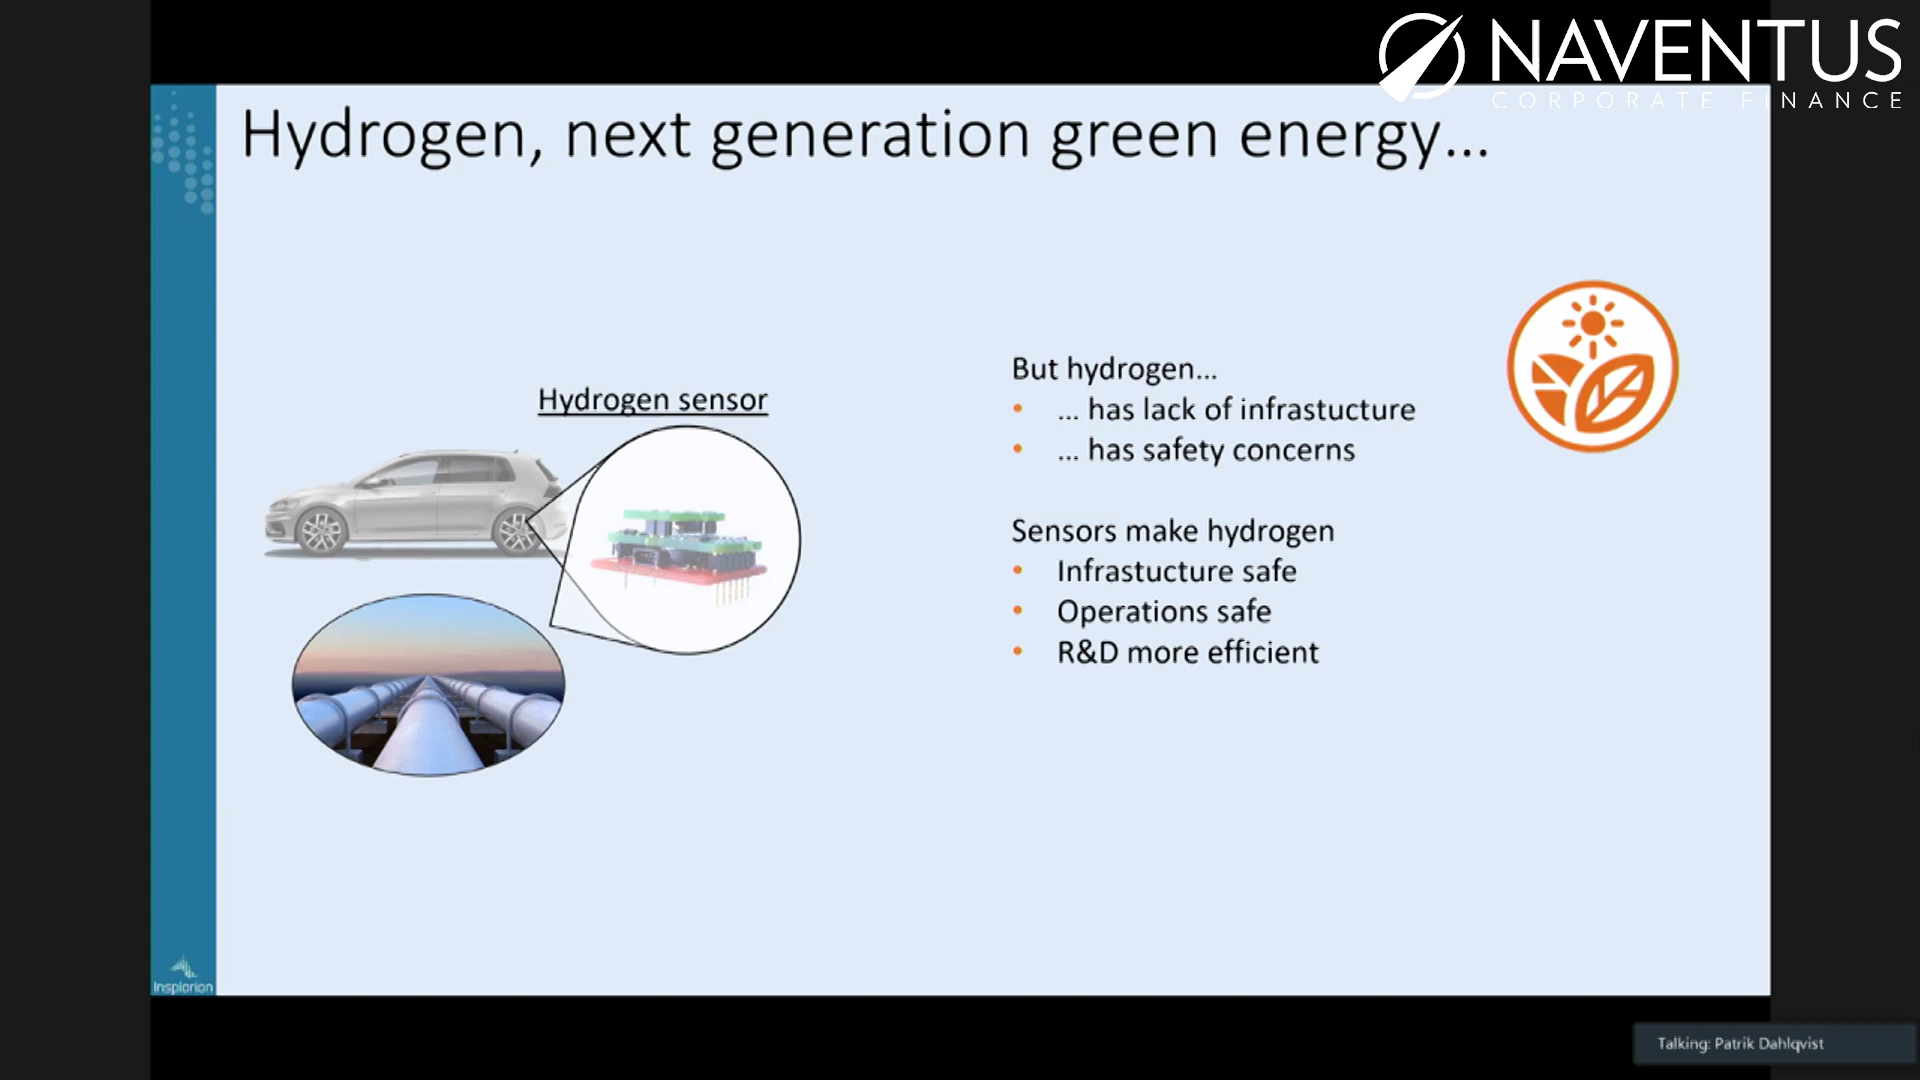 NAVENTUS
CORPORATE FINANCE
Hydrogen, next generation green energy...
Hydrogen sensor
But hydrogen...
• ... has lack of infrastucture
• ... has safety concerns
Sensors make hydrogen
• Infrastucture safe
• Operations safe
• R&D more efficient
Insplorion
Talking: Patrik Dahlqvist